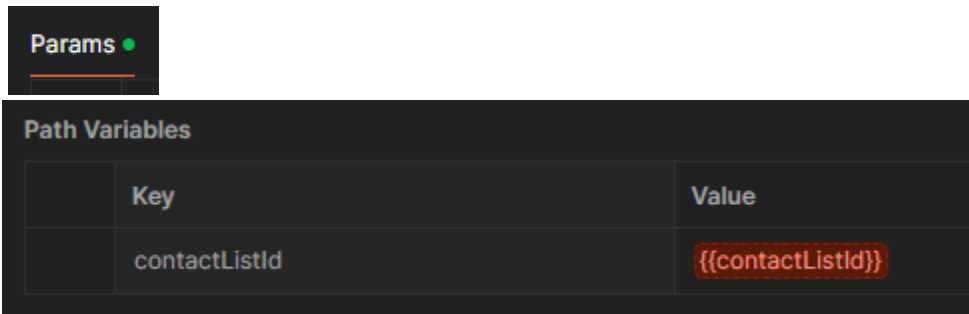 Params
Path Variables
Key Value
contactListId {{contactListId}}